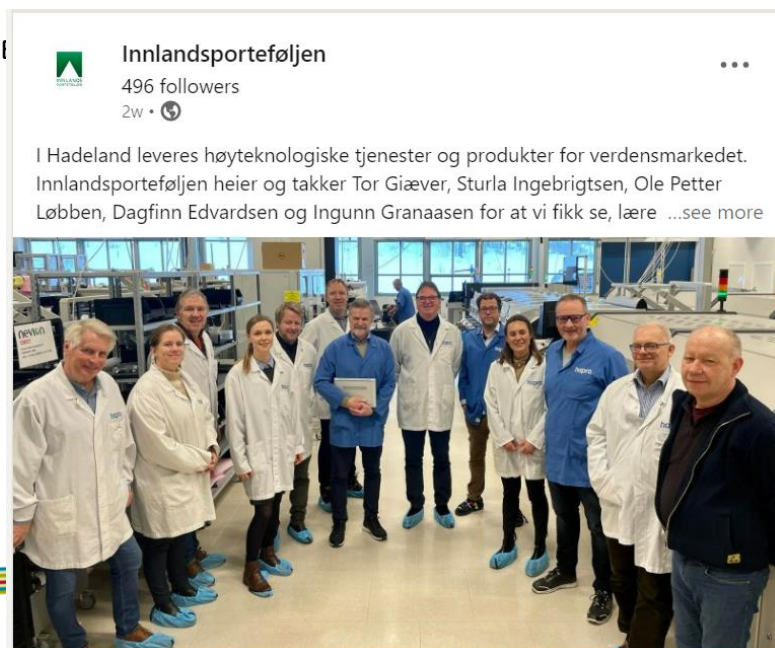 Innlandsporteføljen
496 followers
2w •
I Hadeland leveres høyteknologiske tjenester og produkter for verdensmarkedet.
Innlandsporteføljen heier og takker Tor Giæver, Sturla Ingebrigtsen, Ole Petter
Løbben, Dagfinn Edvardsen og Ingunn Granaasen for at vi fikk se, lære ...see more
nevion
hapro
hapro